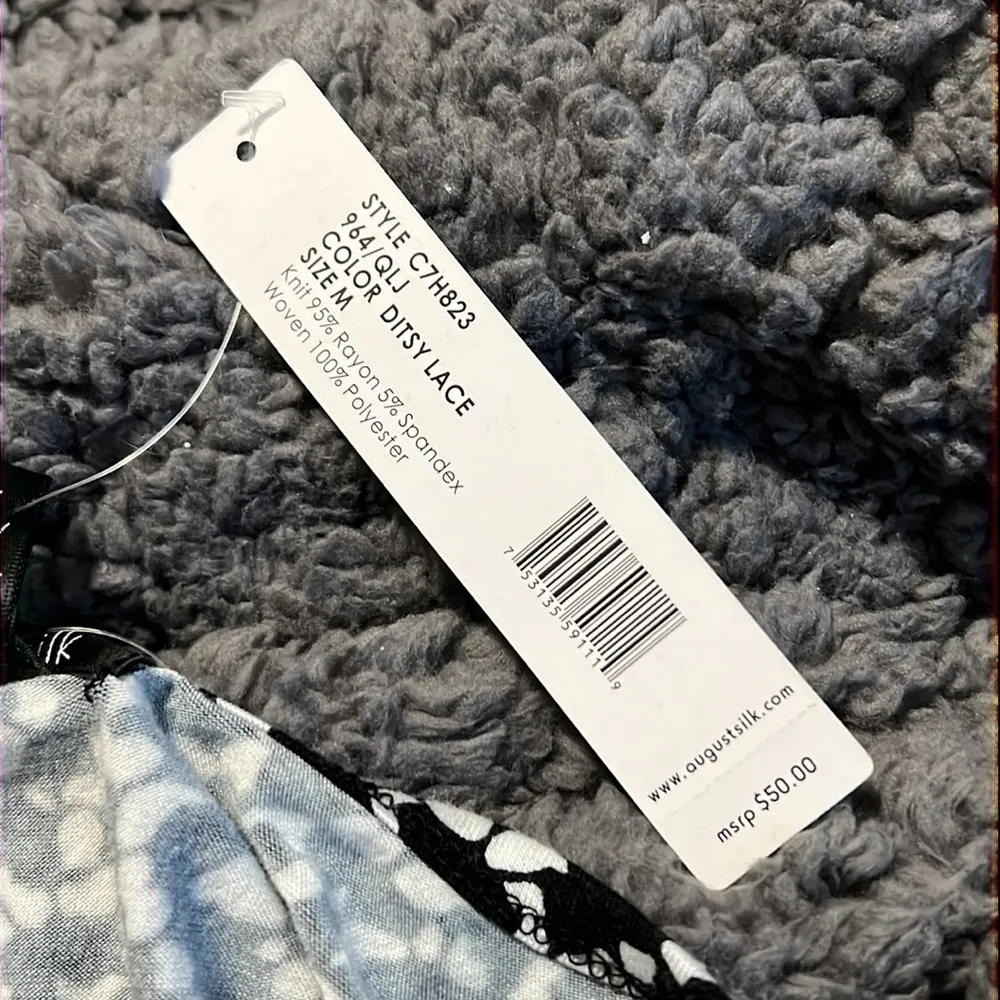 STYLE C7H823
964/QLJ
COLOR DITSY LACE
SIZE M
Knit 95% Rayon 5% Spandex
Woven 100% Polyester
7 53135 59111 9
www.augustsilk.com
msrp $50.00
ilk